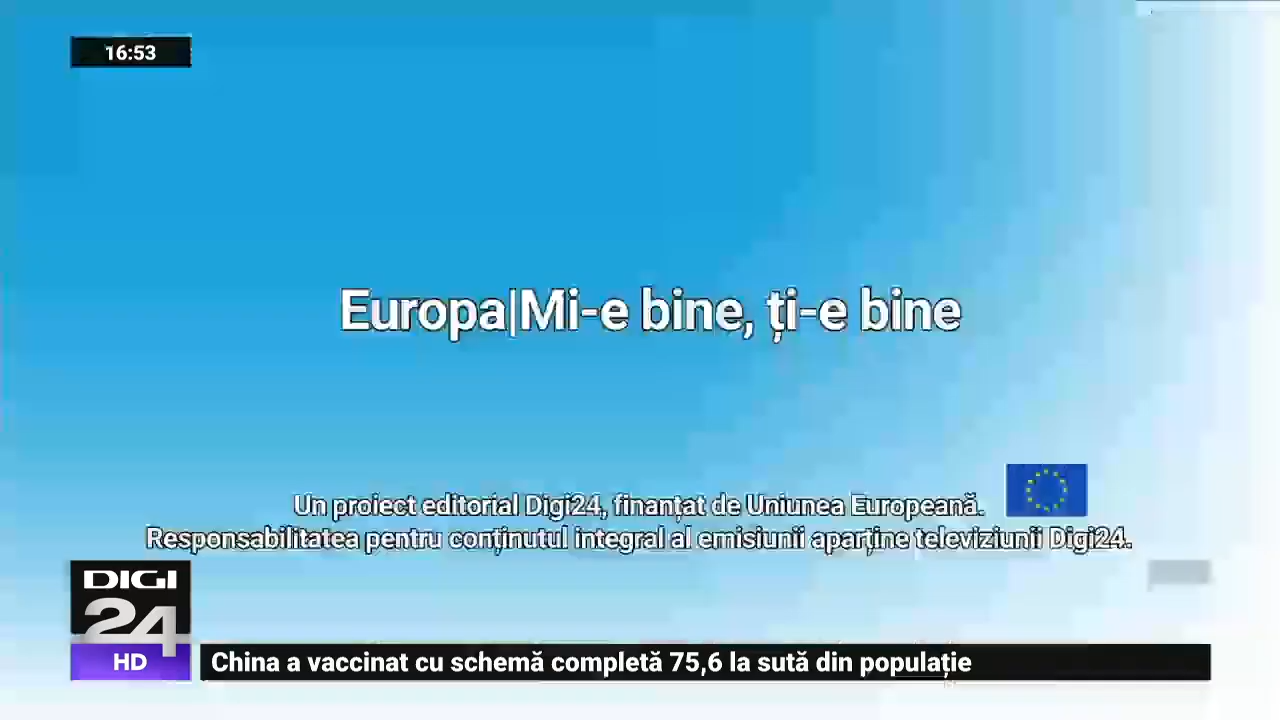 16:53
Europa|Mi-e bine, ți-e bine
Un proiect editorial Digi24, finanțat de Uniunea Europeană.
Responsabilitatea pentru conținutul integral al emisiunii aparține televiziunii Digi24.
DIGI
24
HD
China a vaccinat cu schemă completă 75,6 la sută din populație